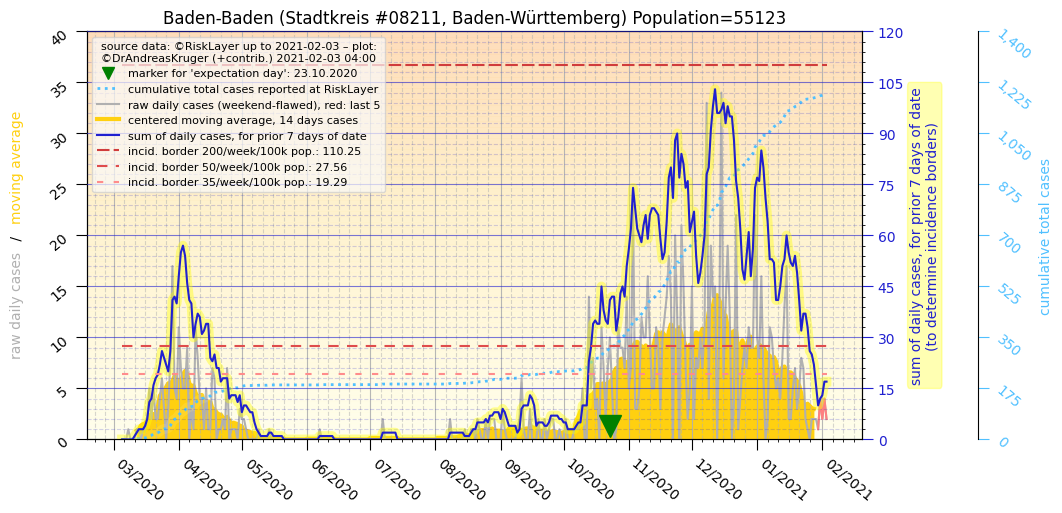 Baden-Baden (Stadtkreis #08211, Baden-Württemberg) Population=55123
source data: ©RiskLayer up to 2021-02-03 – plot:
©DrAndreasKruger (+contrib.) 2021-02-03 04:00
marker for 'expectation day': 23.10.2020
cumulative total cases reported at RiskLayer
raw daily cases (weekend-flawed), red: last 5
centered moving average, 14 days cases
sum of daily cases, for prior 7 days of date
incid. border 200/week/100k pop.: 110.25
incid. border 50/week/100k pop.: 27.56
incid. border 35/week/100k pop.: 19.29
raw daily cases / moving average
40
35
30
25
20
15
10
5
0
03/2020
04/2020
05/2020
06/2020
07/2020
08/2020
09/2020
10/2020
11/2020
12/2020
01/2021
02/2021
120
105
90
75
60
45
30
15
0
sum of daily cases, for prior 7 days of date
(to determine incidence borders)
1,400
1,225
1,050
875
700
525
350
175
0
cumulative total cases